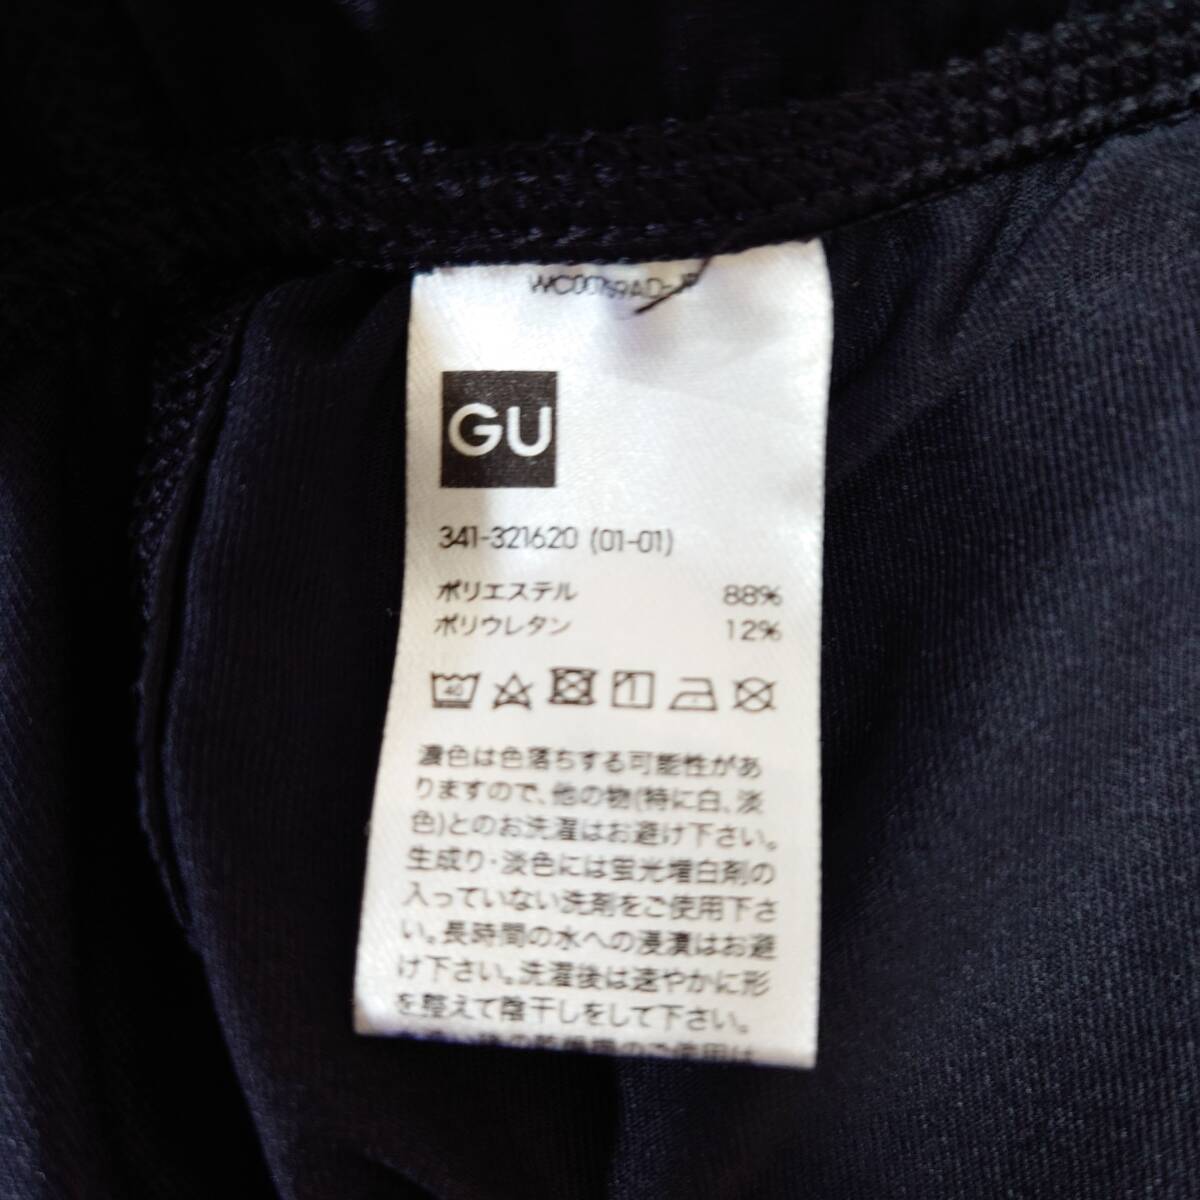 GU
341-321620 (01-01)
ポリエステル 88%
ポリウレタン 12%
40
濃色は色落ちする可能性があ
りますので、他の物(特に白、淡
色)とのお洗濯はお避け下さい。
生成り・淡色には蛍光増白剤の
入っていない洗剤をご使用下さ
い。長時間の水への浸漬はお避
け下さい。洗濯後は速やかに形
を整えて陰干しをして下さい。
のご使用は